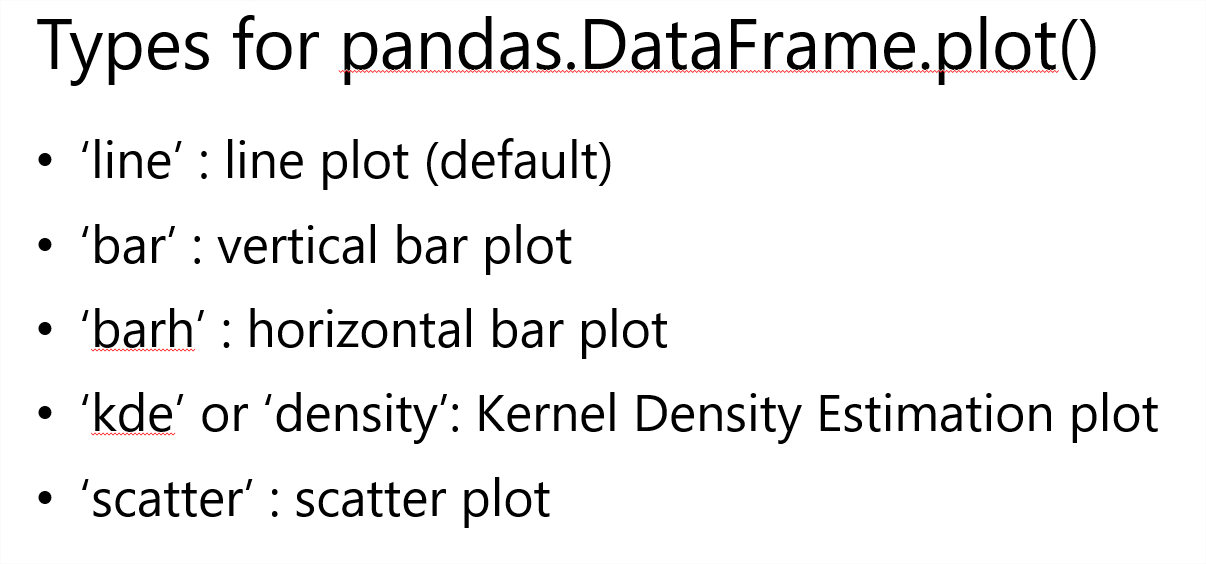 Types for pandas.DataFrame.plot()
• ‘line’ : line plot (default)
• ‘bar’ : vertical bar plot
• ‘barh’ : horizontal bar plot
• ‘kde’ or ‘density’: Kernel Density Estimation plot
• ‘scatter’ : scatter plot